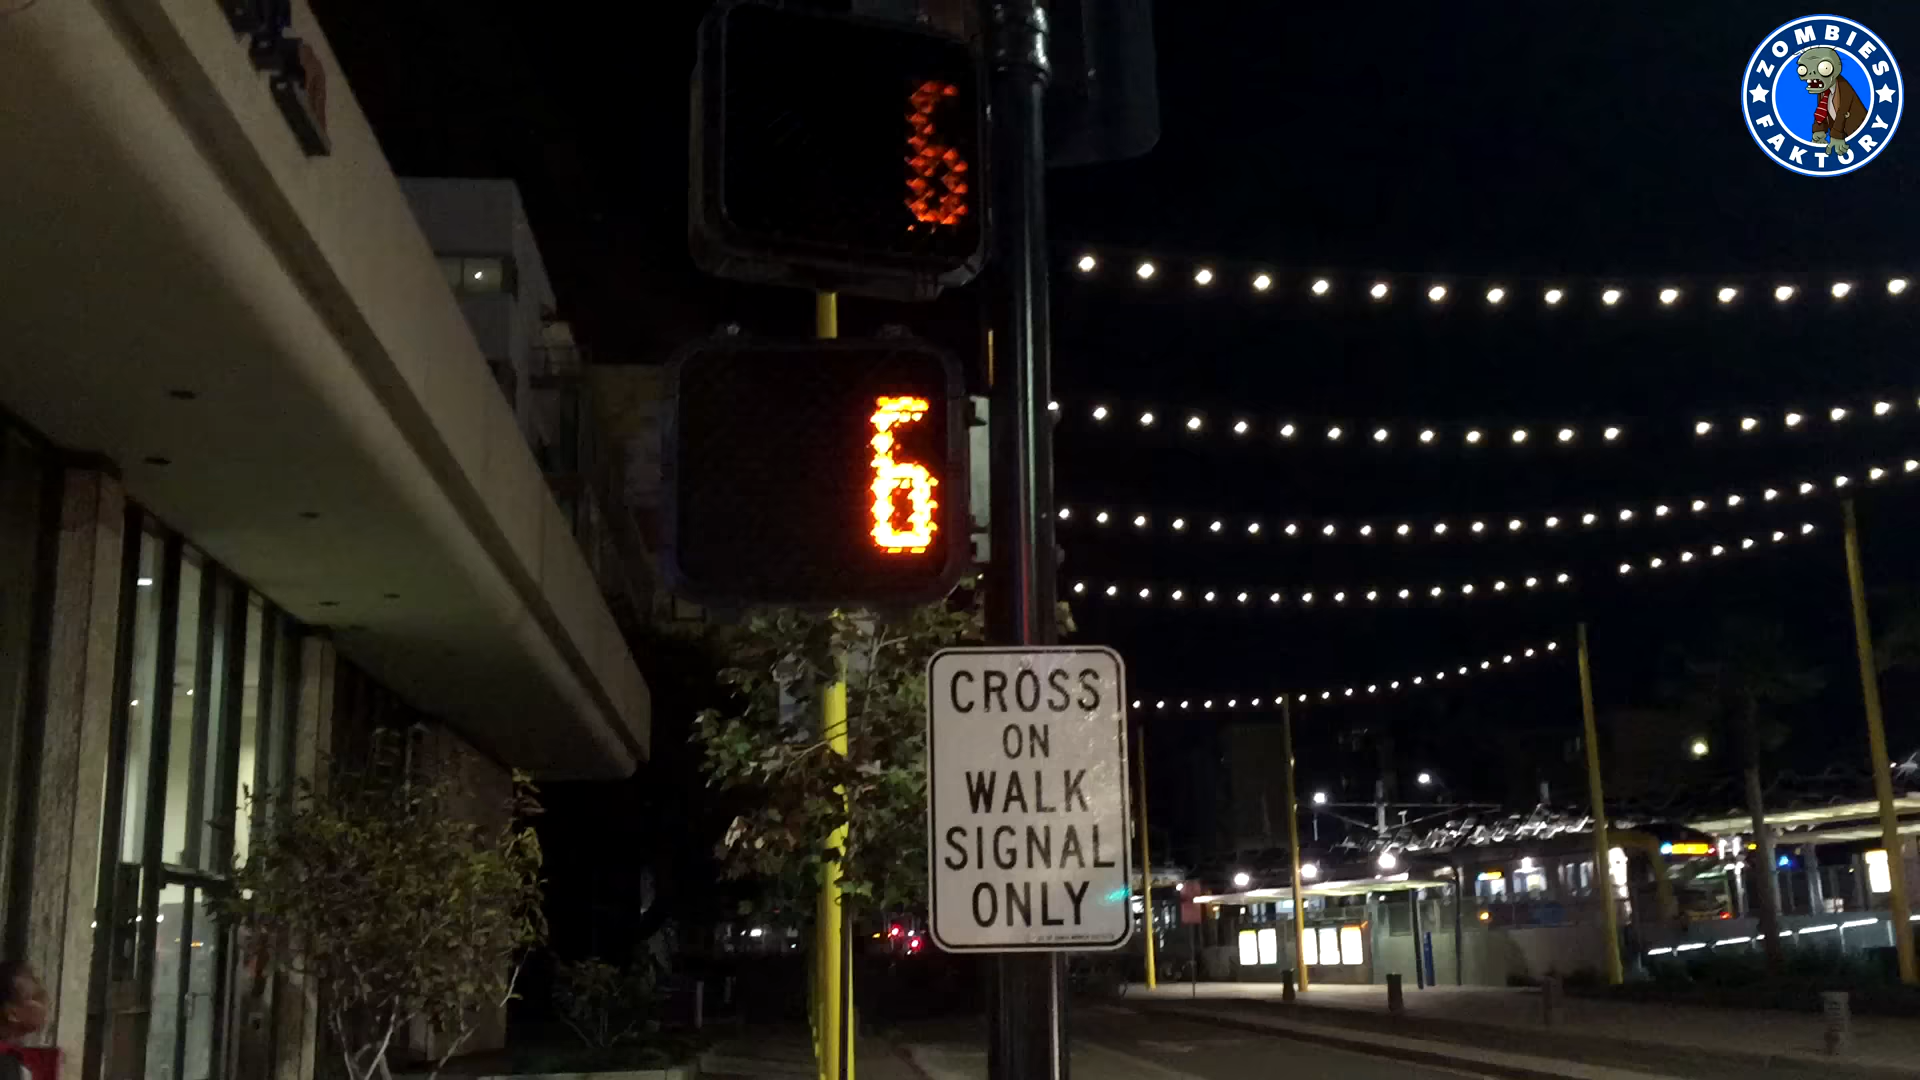 ZOMBIES
FAKTORY
6
6
CROSS
ON
WALK
SIGNAL
ONLY